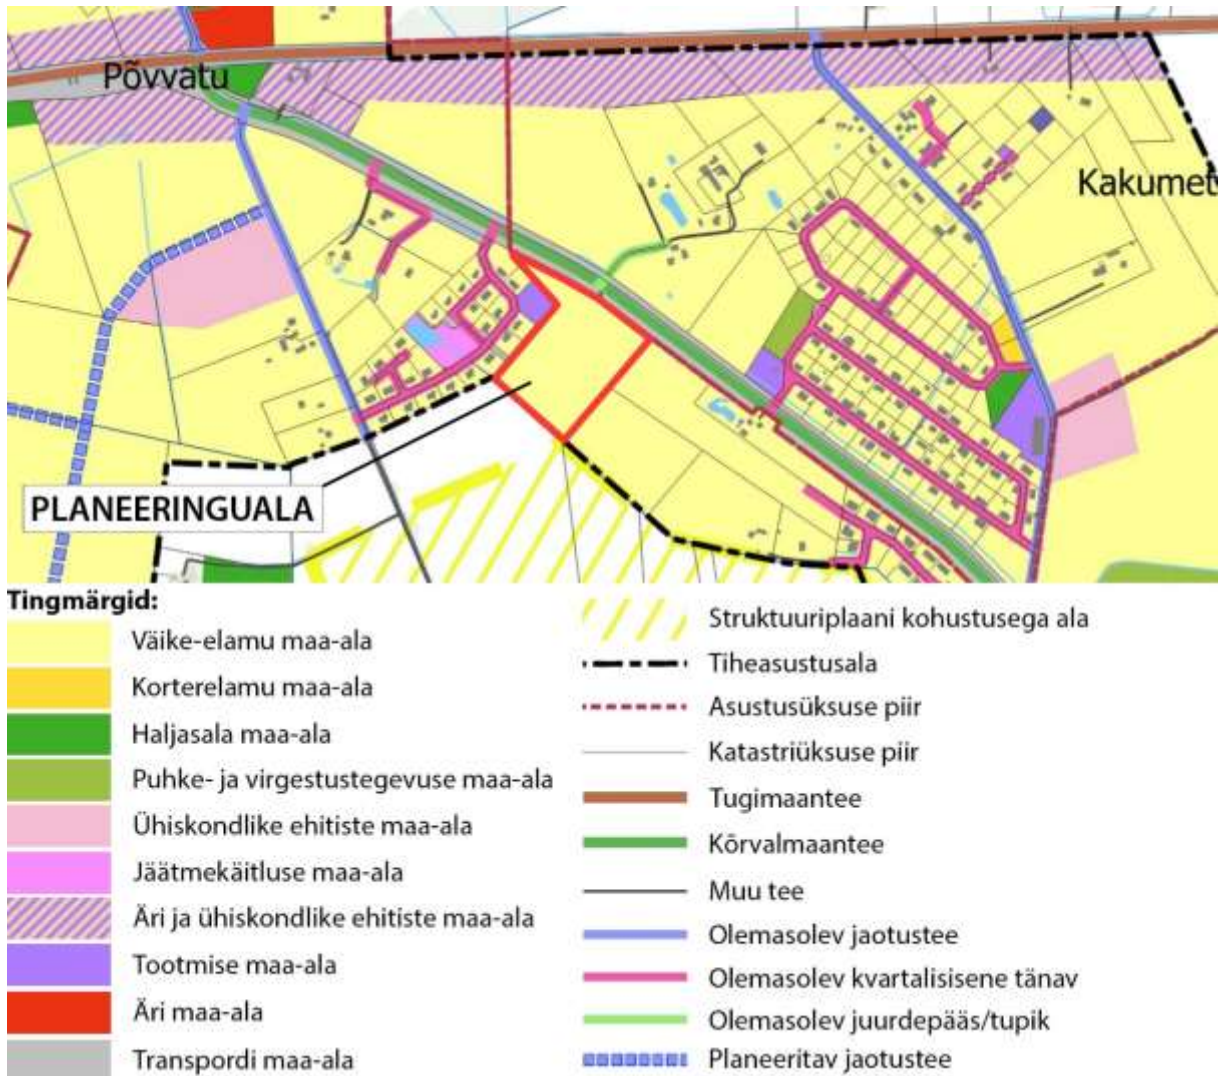 Põvvatu
Kakumet
PLANEERINGUALA
Tingmärgid:
Väike-elamu maa-ala
Korterelamu maa-ala
Haljasala maa-ala
Puhke- ja virgestustegevuse maa-ala
Ühiskondlike ehitiste maa-ala
Jäätmekäitluse maa-ala
Äri ja ühiskondlike ehitiste maa-ala
Tootmise maa-ala
Äri maa-ala
Transpordi maa-ala
Struktuuriplaani kohustusega ala
Tiheasustusala
Asustusüksuse piir
Katastriüksuse piir
Tugimaantee
Kõrvalmaantee
Muu tee
Olemasolev jaotustee
Olemasolev kvartalisisene tänav
Olemasolev juurdepääs/tupik
Planeeritav jaotustee